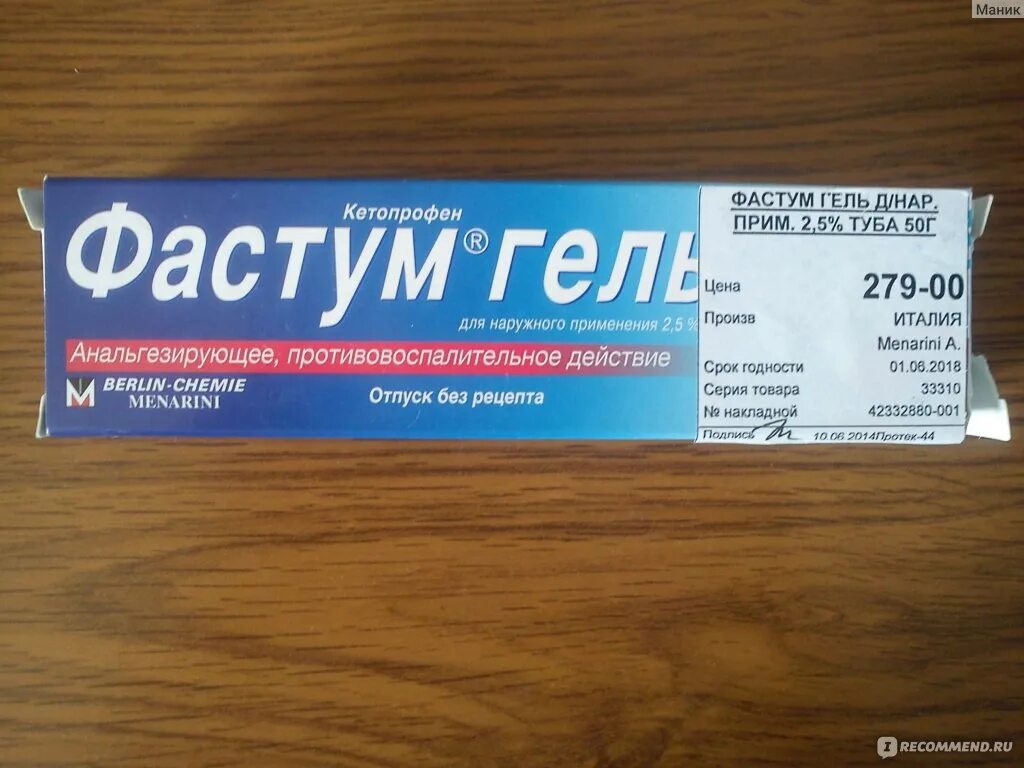 Маник
Кетопрофен
Фастум® гель
для наружного применения 2,5 %
Анальгезирующее, противовоспалительное действие
BERLIN-CHEMIE
MENARINI
Отпуск без рецепта
ФАСТУМ ГЕЛЬ Д/НАР.
ПРИМ. 2,5% ТУБА 50Г
Цена 279-00
Произв ИТАЛИЯ
Menarini A.
Срок годности 01.06.2018
Серия товара 33310
№ накладной 42332880-001
Подпись 10.06.2014Протек-44
IRECOMMEND.RU